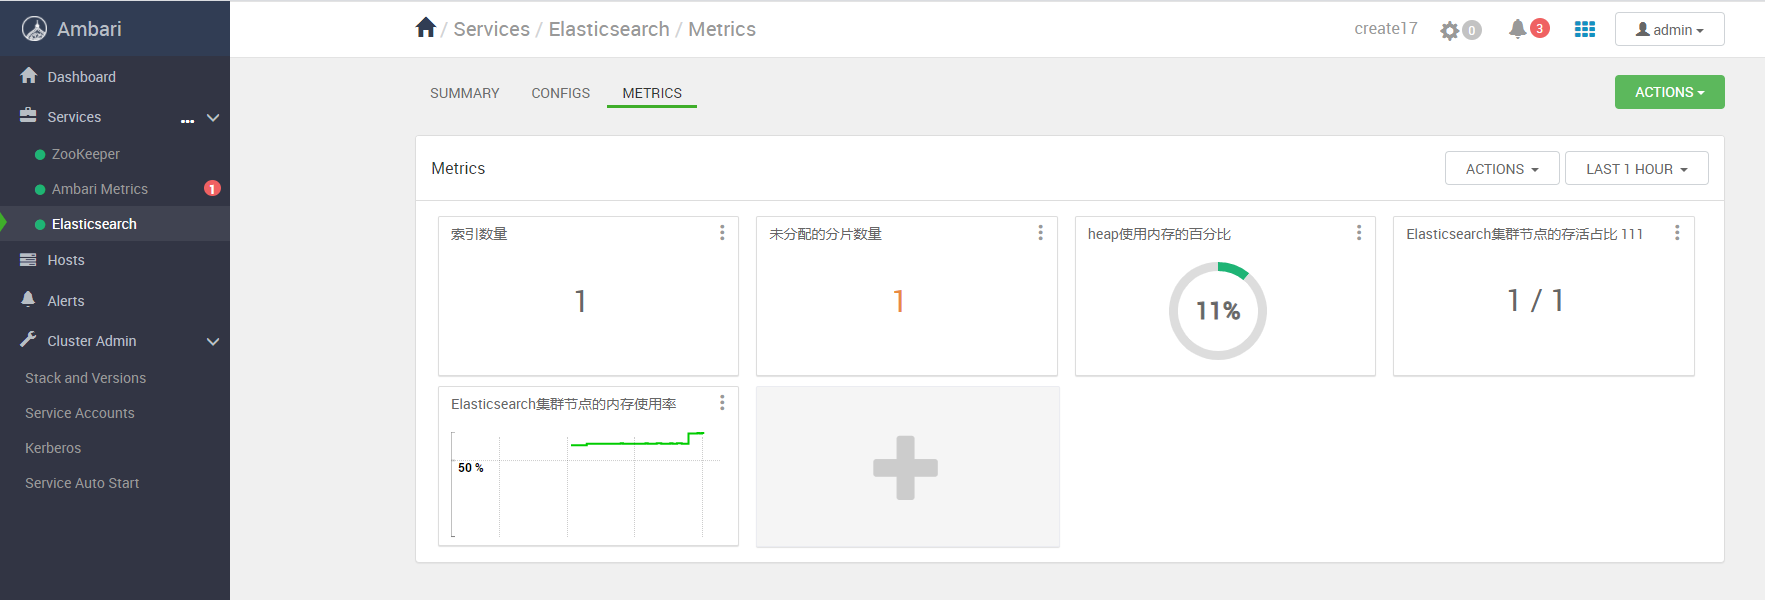 Ambari
/ Services / Elasticsearch / Metrics
create17
0
3
admin
Dashboard
Services
...
ZooKeeper
Ambari Metrics
1
Elasticsearch
Hosts
Alerts
Cluster Admin
Stack and Versions
Service Accounts
Kerberos
Service Auto Start
SUMMARY
CONFIGS
METRICS
ACTIONS
Metrics
ACTIONS
LAST 1 HOUR
索引数量
1
未分配的分片数量
1
heap使用内存的百分比
11%
Elasticsearch集群节点的存活占比 111
1 / 1
Elasticsearch集群节点的内存使用率
50 %